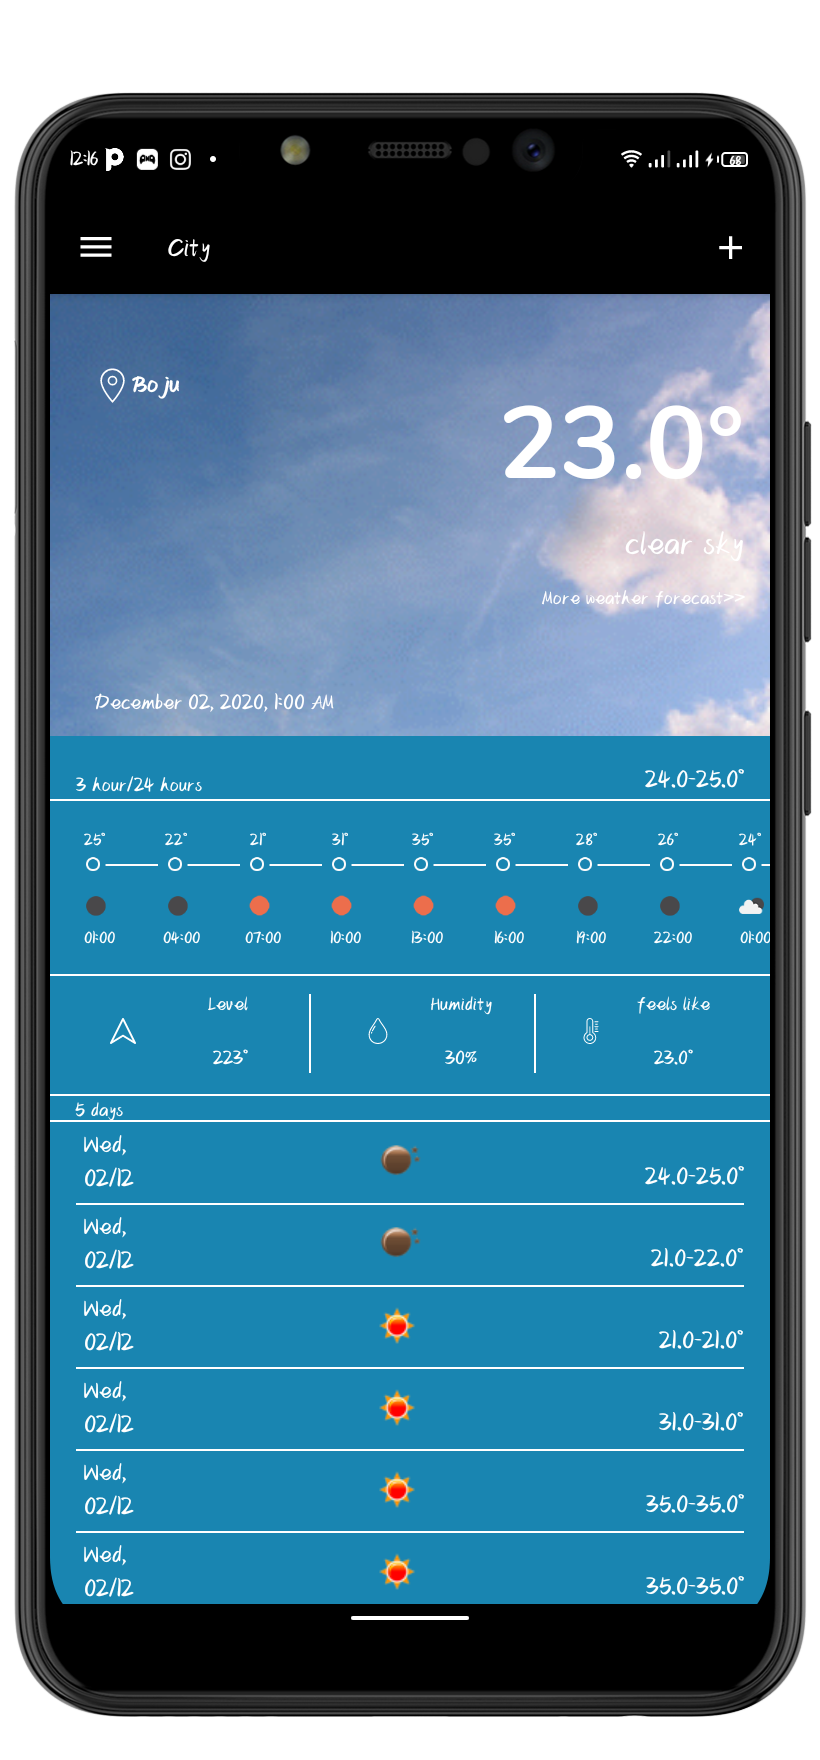 12:16 68
City
Boju
23.0°
clear sky
More weather forecast>>
December 02, 2020, 1:00 AM
3 hour/24 hours 24.0-25.0°
25° 22° 21° 31° 35° 35° 28° 26° 24°
01:00 04:00 07:00 10:00 13:00 16:00 19:00 22:00 01:00
Level Humidity feels like
223° 30% 23.0°
5 days
Wed,
02/12 24.0-25.0°
Wed,
02/12 21.0-22.0°
Wed,
02/12 21.0-21.0°
Wed,
02/12 31.0-31.0°
Wed,
02/12 35.0-35.0°
Wed,
02/12 35.0-35.0°